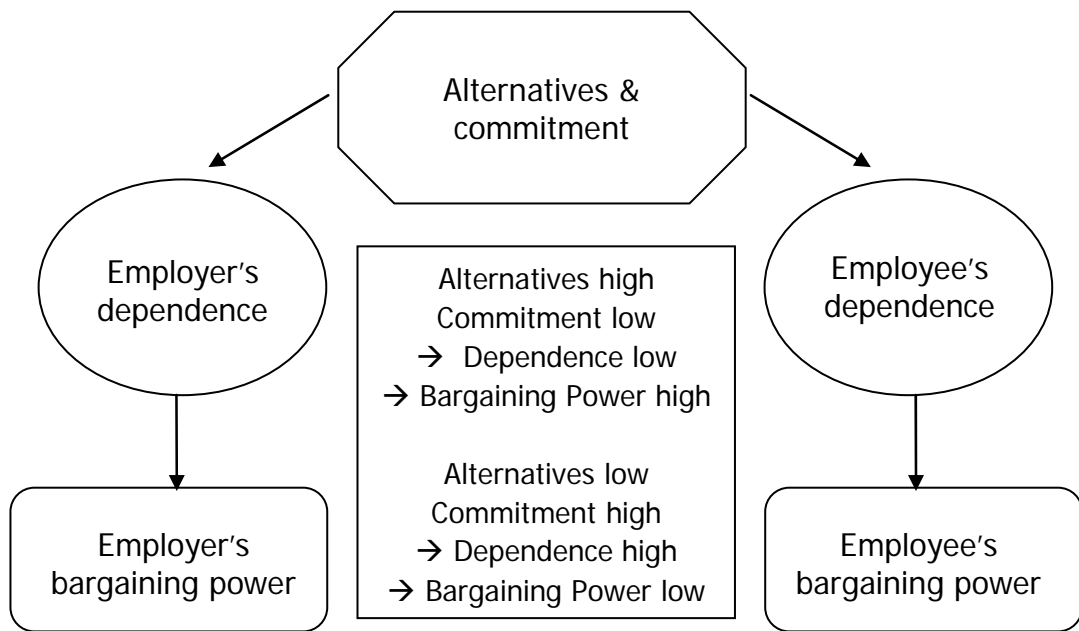 Alternatives &
commitment
Employer's
dependence
Employee's
dependence
Alternatives high
Commitment low
→ Dependence low
→ Bargaining Power high
Alternatives low
Commitment high
→ Dependence high
→ Bargaining Power low
Employer's
bargaining power
Employee's
bargaining power